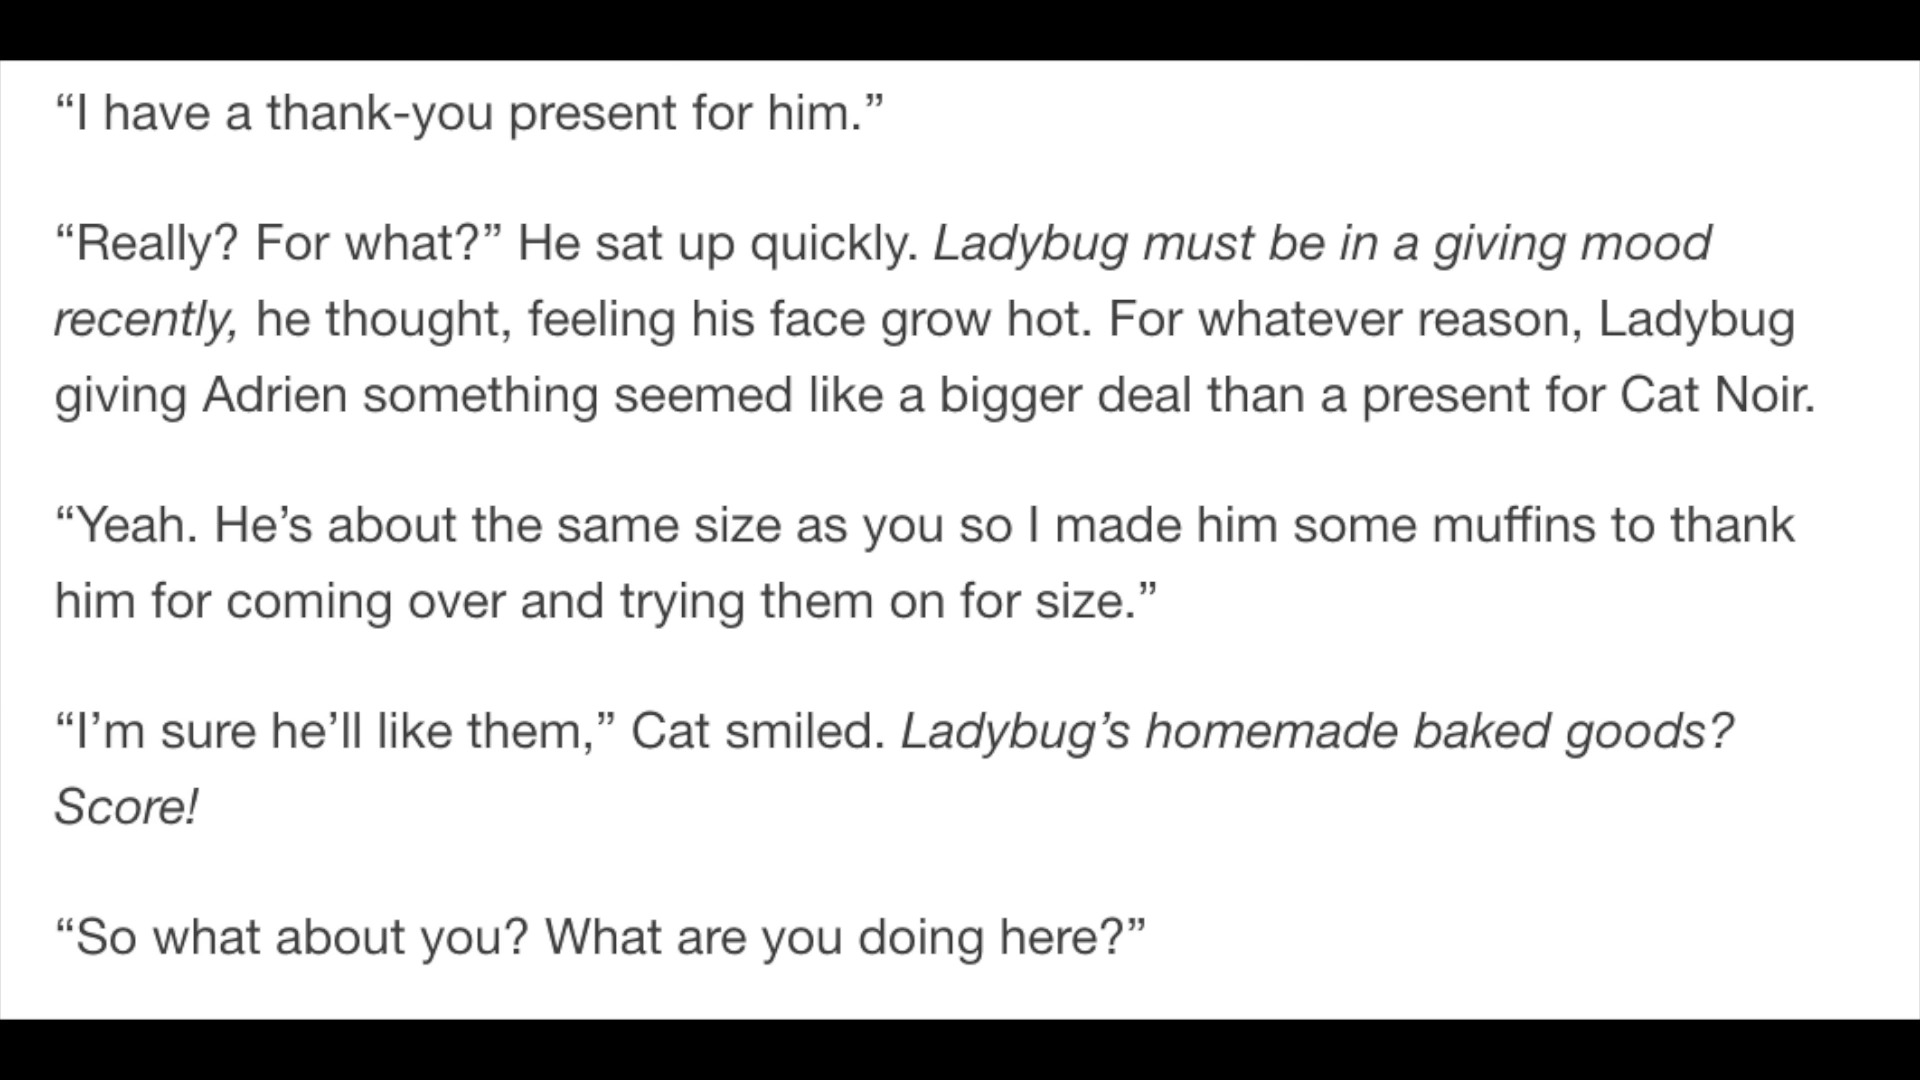 “I have a thank-you present for him.”
“Really? For what?” He sat up quickly. Ladybug must be in a giving mood
recently, he thought, feeling his face grow hot. For whatever reason, Ladybug
giving Adrien something seemed like a bigger deal than a present for Cat Noir.
“Yeah. He’s about the same size as you so I made him some muffins to thank
him for coming over and trying them on for size.”
“I’m sure he’ll like them,” Cat smiled. Ladybug’s homemade baked goods?
Score!
“So what about you? What are you doing here?”